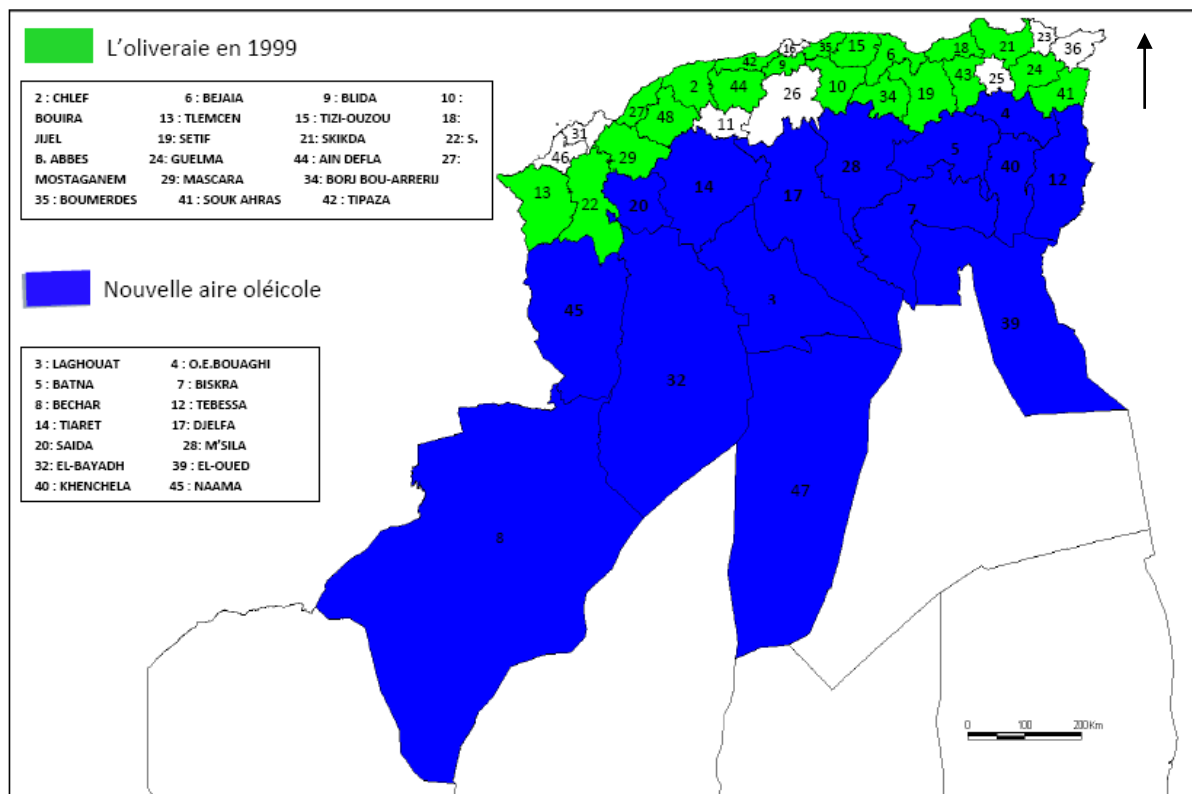 L'oliveraie en 1999
2 : CHLEF 6 : BEJAIA 9 : BLIDA 10 :
BOUIRA 13 : TLEMCEN 15 : TIZI-OUZOU 18:
JIJEL 19: SETIF 21: SKIKDA 22: S.
B. ABBES 24: GUELMA 44 : AIN DEFLA 27:
MOSTAGANEM 29: MASCARA 34: BORJ BOU-ARRERIJ
35 : BOUMERDES 41 : SOUK AHRAS 42 : TIPAZA
Nouvelle aire oléicole
3 : LAGHOUAT 4 : O.E.BOUAGHI
5 : BATNA 7 : BISKRA
8 : BECHAR 12 : TEBESSA
14 : TIARET 17: DJELFA
20: SAIDA 28: M'SILA
32: EL-BAYADH 39 : EL-OUED
40 : KHENCHELA 45 : NAAMA
16 35 15 6 18 21 23 36
42 9 2 44 26 10 34 19 43 25 24 41
27 48 11 4
31 46 29 28 5 40 12
13 22 20 14 17 7
45 3 39
32
47
8
0 100 200 Km